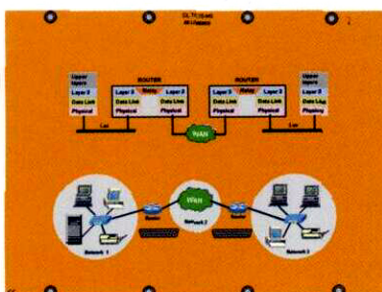 Upper
layers
Layer 3
Data Link
Physical
ROUTER
Relay
Layer 3
Layer 3
Data Link
Data Link
Physical
Physical
ROUTER
Relay
Layer 3
Layer 3
Data Link
Data Link
Physical
Physical
Upper
layers
Layer 3
Data Link
Physical
Lan
WAN
Lan
WAN
Router
Router
Network 1
Network 2